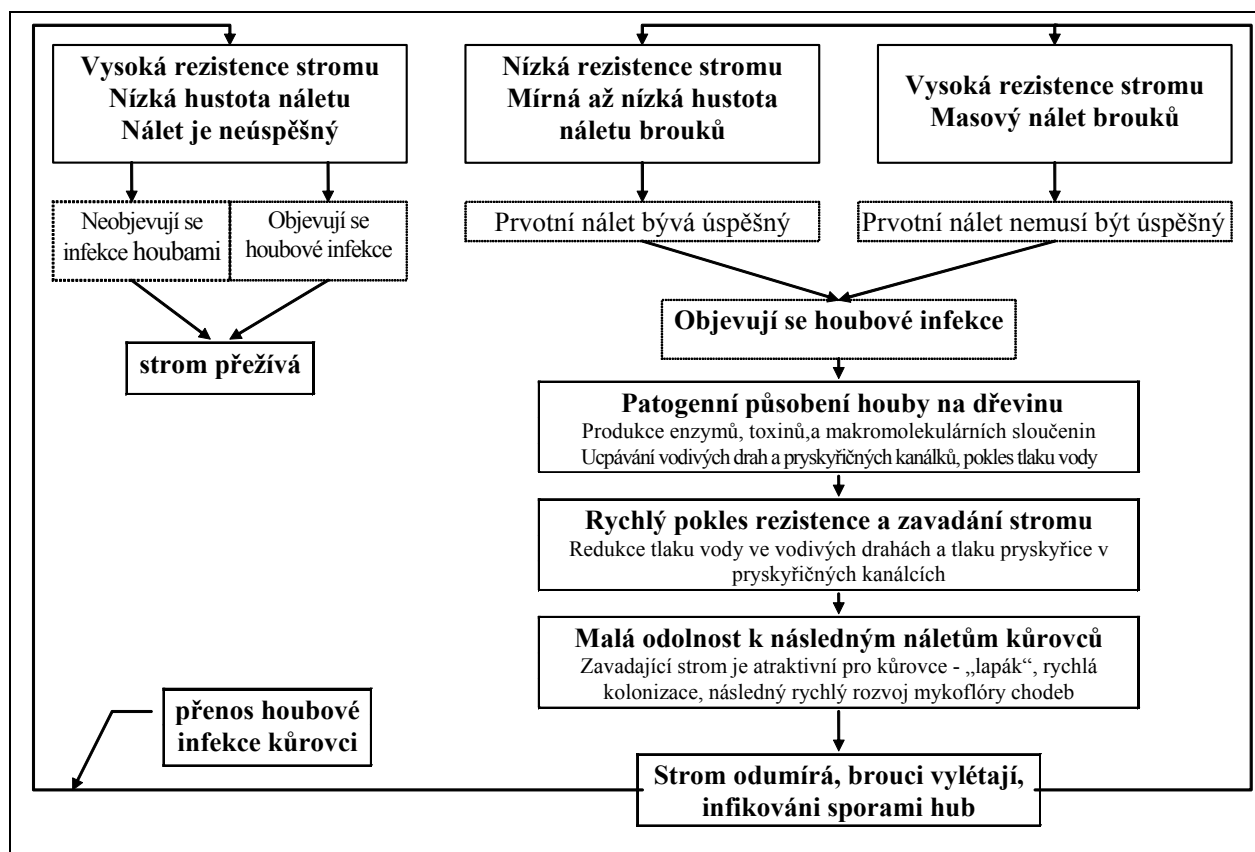 Vysoká rezistence stromu
Nízká hustota náletu
Nálet je neúspěšný
Nízká rezistence stromu
Mírná až nízká hustota
náletu brouků
Vysoká rezistence stromu
Masový nálet brouků
Neobjevují se
infekce houbami
Objevují se
houbové infekce
Prvotní nálet bývá úspěšný
Prvotní nálet nemusí být úspěšný
strom přežívá
Objevují se houbové infekce
Patogenní působení houby na dřevinu
Produkce enzymů, toxinů,a makromolekulárních sloučenin
Ucpávání vodivých drah a pryskyřičných kanálků, pokles tlaku vody
Rychlý pokles rezistence a zavadání stromu
Redukce tlaku vody ve vodivých drahách a tlaku pryskyřice v
pryskyřičných kanálcích
Malá odolnost k následným náletům kůrovců
Zavadající strom je atraktivní pro kůrovce - „lapák“, rychlá
kolonizace, následný rychlý rozvoj mykoflóry chodeb
přenos houbové
infekce kůrovci
Strom odumírá, brouci vylétají,
infikováni sporami hub